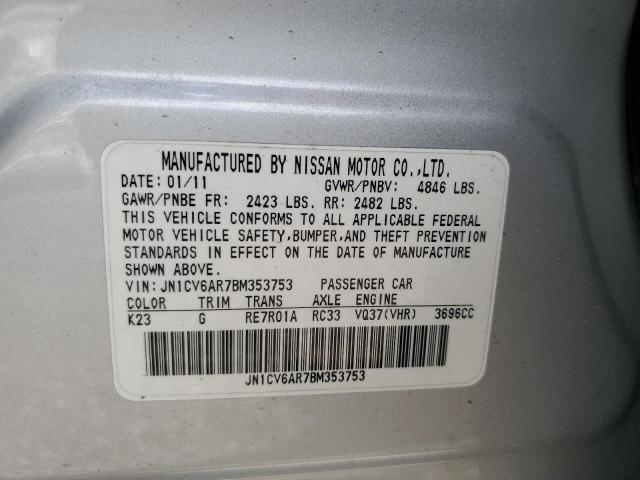 MANUFACTURED BY NISSAN MOTOR CO.,LTD.
DATE: 01/11 GVWR/PNBV: 4846 LBS.
GAWR/PNBE FR: 2423 LBS. RR: 2482 LBS.
THIS VEHICLE CONFORMS TO ALL APPLICABLE FEDERAL
MOTOR VEHICLE SAFETY,BUMPER,AND THEFT PREVENTION
STANDARDS IN EFFECT ON THE DATE OF MANUFACTURE
SHOWN ABOVE.
VIN: JN1CV6AR7BM353753 PASSENGER CAR
COLOR TRIM TRANS AXLE ENGINE
K23 G RE7R01A RC33 VQ37(VHR) 3696CC
JN1CV6AR7BM353753